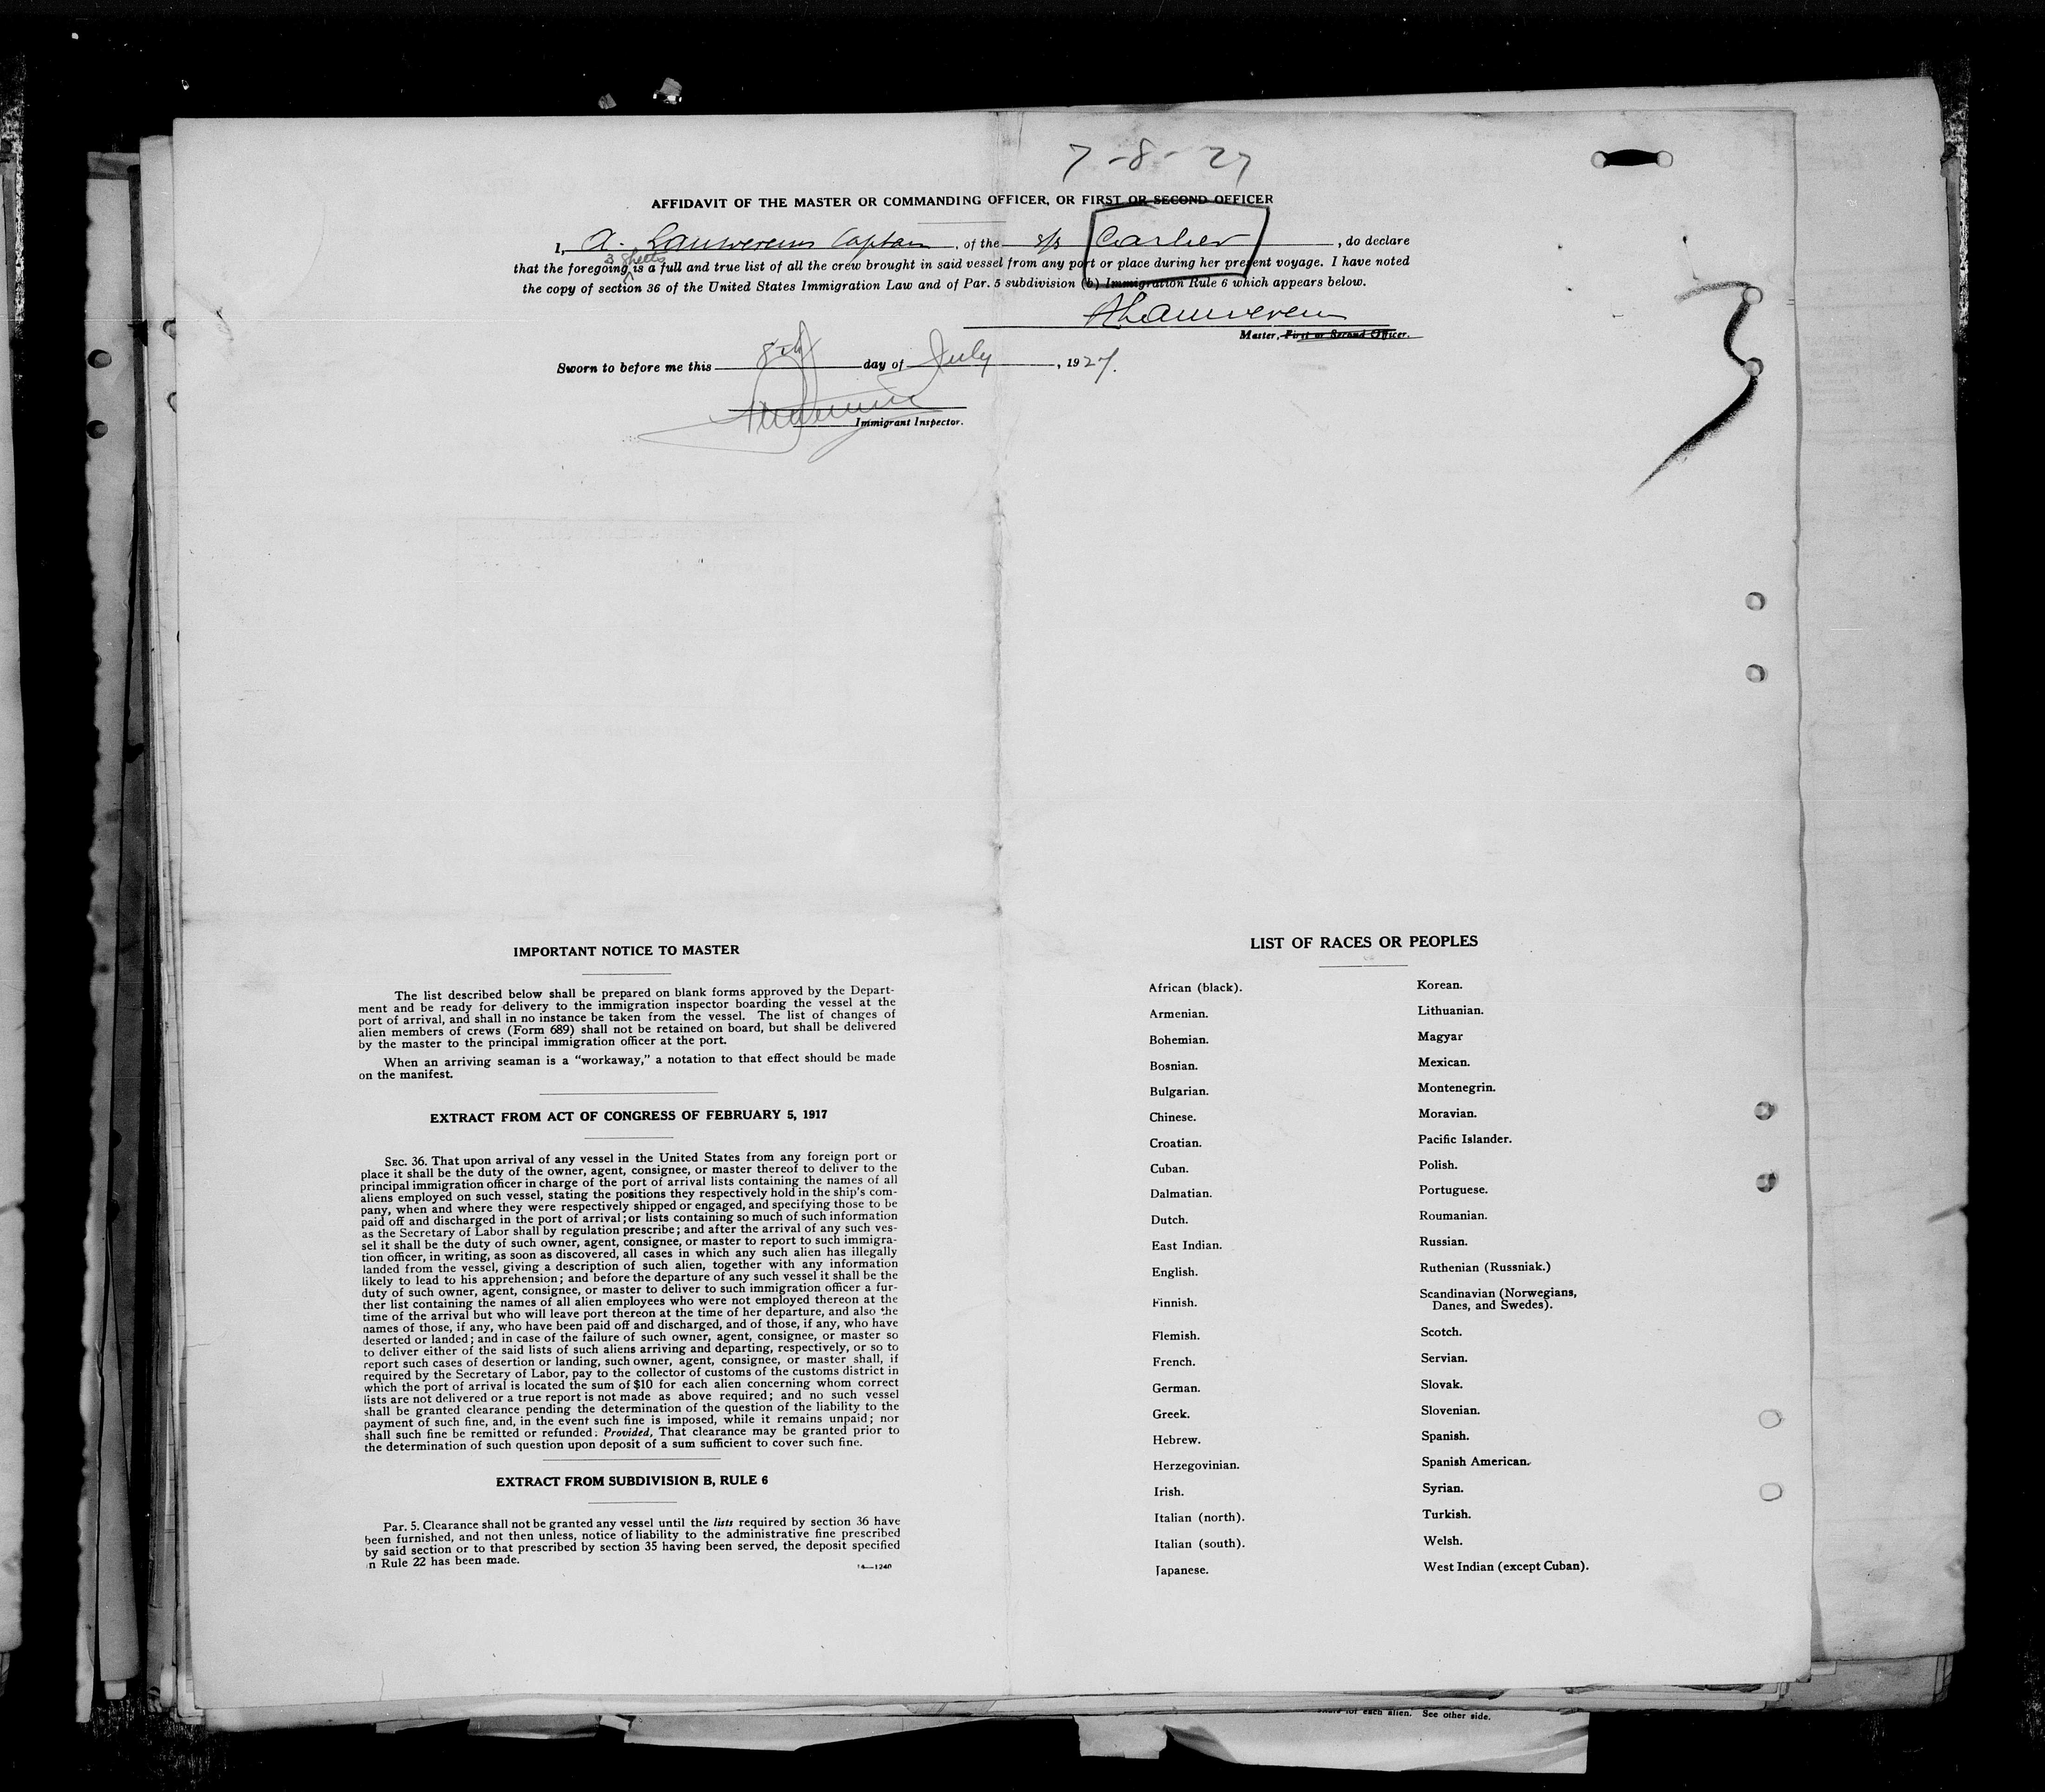 7-8-27
AFFIDAVIT OF THE MASTER OR COMMANDING OFFICER, OR FIRST OR SECOND OFFICER
I, A. Lauwereins Captain, of the s/s Carlier, do declare
3 sheets
that the foregoing is a full and true list of all the crew brought in said vessel from any port or place during her present voyage. I have noted
the copy of section 36 of the United States Immigration Law and of Par. 5 subdivision (b) Immigration Rule 6 which appears below.
ALauwereins
Master, First or Second Officer.
Sworn to before me this 8th day of July, 1927.
Immigrant Inspector.
3
IMPORTANT NOTICE TO MASTER
The list described below shall be prepared on blank forms approved by the Depart-
ment and be ready for delivery to the immigration inspector boarding the vessel at the
port of arrival, and shall in no instance be taken from the vessel. The list of changes of
alien members of crews (Form 689) shall not be retained on board, but shall be delivered
by the master to the principal immigration officer at the port.
When an arriving seaman is a "workaway," a notation to that effect should be made
on the manifest.
EXTRACT FROM ACT OF CONGRESS OF FEBRUARY 5, 1917
SEC. 36. That upon arrival of any vessel in the United States from any foreign port or
place it shall be the duty of the owner, agent, consignee, or master thereof to deliver to the
principal immigration officer in charge of the port of arrival lists containing the names of all
aliens employed on such vessel, stating the positions they respectively hold in the ship's com-
pany, when and where they were respectively shipped or engaged, and specifying those to be
paid off and discharged in the port of arrival; or lists containing so much of such information
as the Secretary of Labor shall by regulation prescribe; and after the arrival of any such ves-
sel it shall be the duty of such owner, agent, consignee, or master to report to such immigra-
tion officer, in writing, as soon as discovered, all cases in which any such alien has illegally
landed from the vessel, giving a description of such alien, together with any information
likely to lead to his apprehension; and before the departure of any such vessel it shall be the
duty of such owner, agent, consignee, or master to deliver to such immigration officer a fur-
ther list containing the names of all alien employees who were not employed thereon at the
time of the arrival but who will leave port thereon at the time of her departure, and also the
names of those, if any, who have been paid off and discharged, and of those, if any, who have
deserted or landed; and in case of the failure of such owner, agent, consignee, or master so
to deliver either of the said lists of such aliens arriving and departing, respectively, or so to
report such cases of desertion or landing, such owner, agent, consignee, or master shall, if
required by the Secretary of Labor, pay to the collector of customs of the customs district in
which the port of arrival is located the sum of $10 for each alien concerning whom correct
lists are not delivered or a true report is not made as above required; and no such vessel
shall be granted clearance pending the determination of the question of the liability to the
payment of such fine, and, in the event such fine is imposed, while it remains unpaid; nor
shall such fine be remitted or refunded: Provided, That clearance may be granted prior to
the determination of such question upon deposit of a sum sufficient to cover such fine.
EXTRACT FROM SUBDIVISION B, RULE 6
Par. 5. Clearance shall not be granted any vessel until the lists required by section 36 have
been furnished, and not then unless, notice of liability to the administrative fine prescribed
by said section or to that prescribed by section 35 having been served, the deposit specified
n Rule 22 has been made.
14—1240
LIST OF RACES OR PEOPLES
African (black).
Armenian.
Bohemian.
Bosnian.
Bulgarian.
Chinese.
Croatian.
Cuban.
Dalmatian.
Dutch.
East Indian.
English.
Finnish.
Flemish.
French.
German.
Greek.
Hebrew.
Herzegovinian.
Irish.
Italian (north).
Italian (south).
Japanese.
Korean.
Lithuanian.
Magyar
Mexican.
Montenegrin.
Moravian.
Pacific Islander.
Polish.
Portuguese.
Roumanian.
Russian.
Ruthenian (Russniak.)
Scandinavian (Norwegians,
Danes, and Swedes).
Scotch.
Servian.
Slovak.
Slovenian.
Spanish.
Spanish American.
Syrian.
Turkish.
Welsh.
West Indian (except Cuban).
for each alien. See other side.